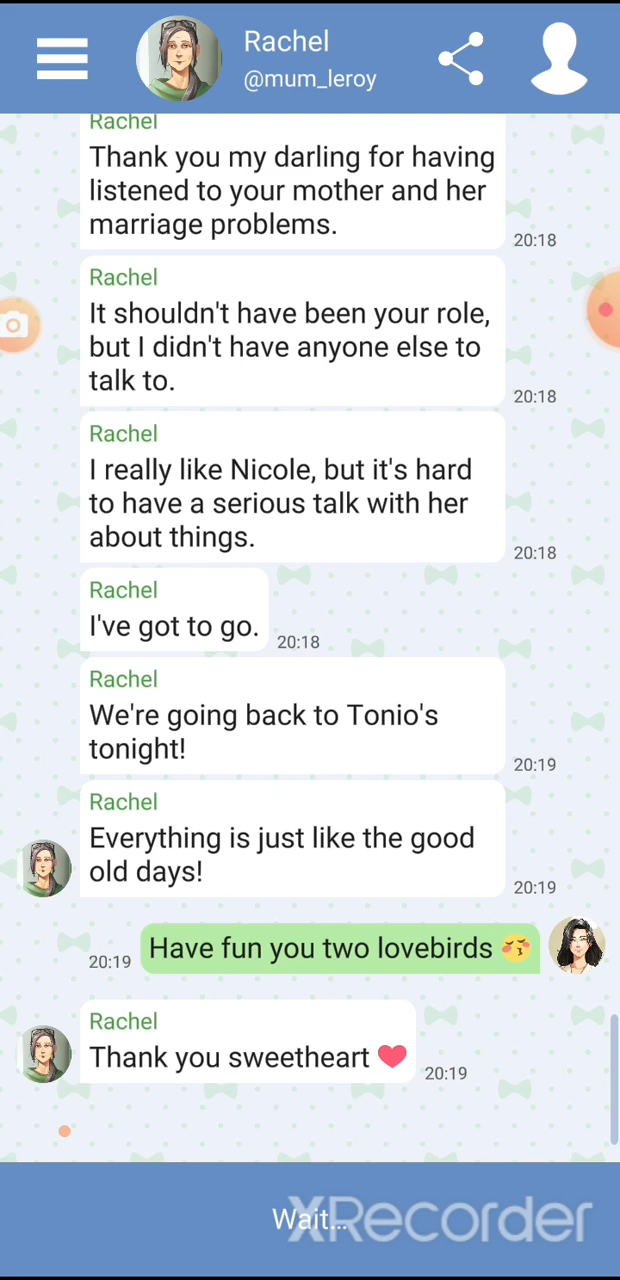 Rachel
@mum_leroy
Rachel
Thank you my darling for having
listened to your mother and her
marriage problems.
20:18
Rachel
It shouldn't have been your role,
but I didn't have anyone else to
talk to.
20:18
Rachel
I really like Nicole, but it's hard
to have a serious talk with her
about things.
20:18
Rachel
I've got to go.
20:18
Rachel
We're going back to Tonio's
tonight!
20:19
Rachel
Everything is just like the good
old days!
20:19
Have fun you two lovebirds 😚
20:19
Rachel
Thank you sweetheart ❤️
20:19
Wait...
XRecorder